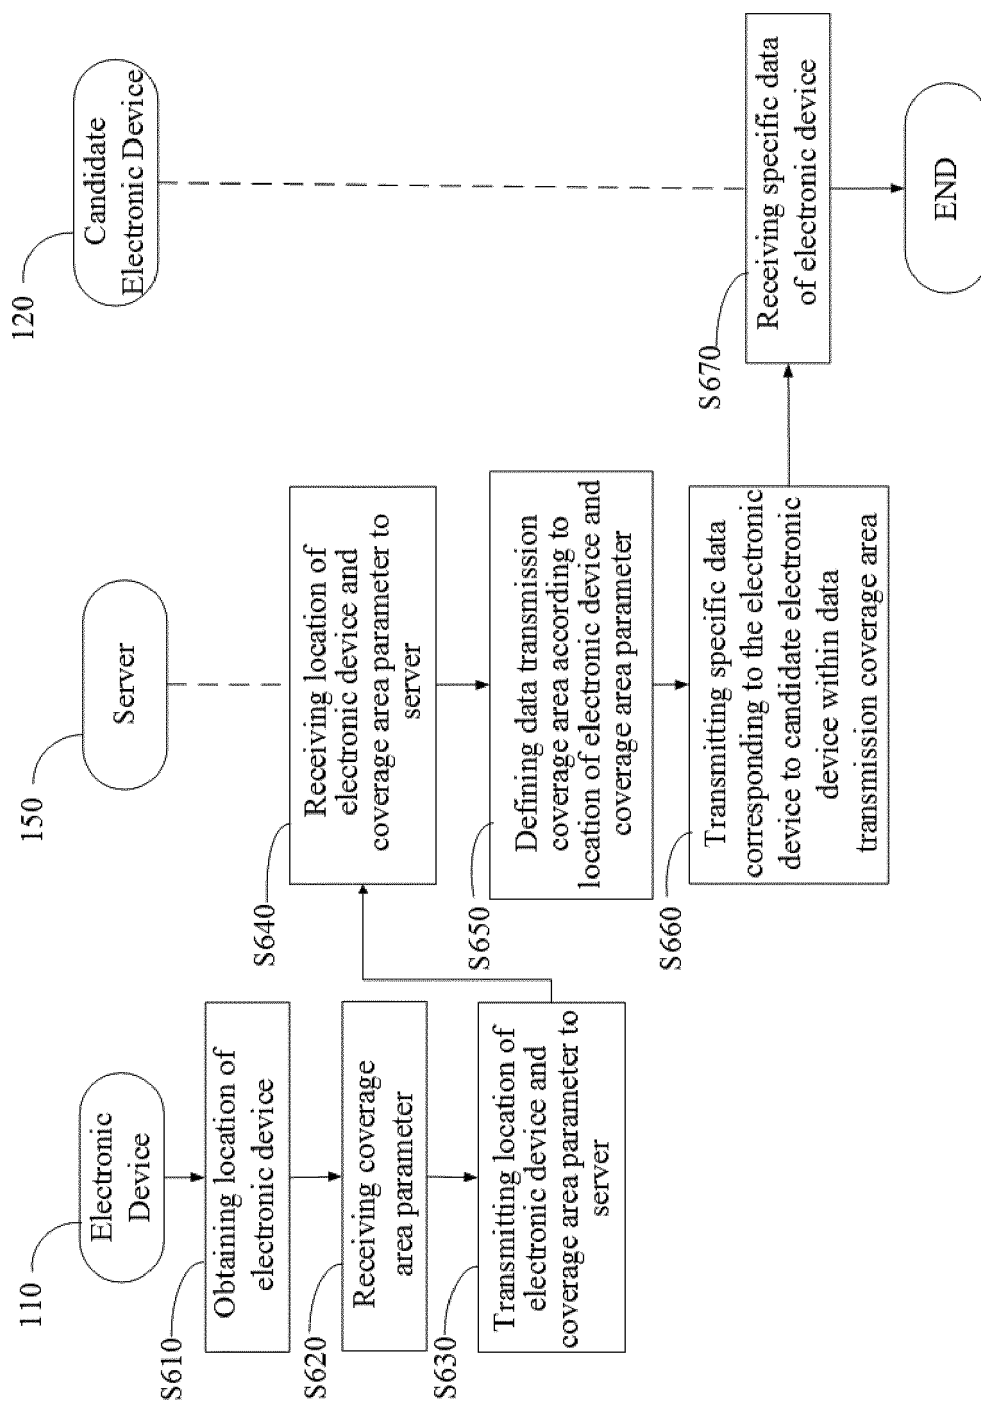 110
Electronic
Device
S610
Obtaining location of
electronic device
S620
Receiving coverage
area parameter
S630
Transmitting location of
electronic device and
coverage area parameter to
server
150
Server
S640
Receiving location of
electronic device and
coverage area parameter to
server
S650
Defining data transmission
coverage area according to
location of electronic device and
coverage area parameter
S660
Transmitting specific data
corresponding to the electronic
device to candidate electronic
device within data
transmission coverage area
120
Candidate
Electronic Device
S670
Receiving specific data
of electronic device
END